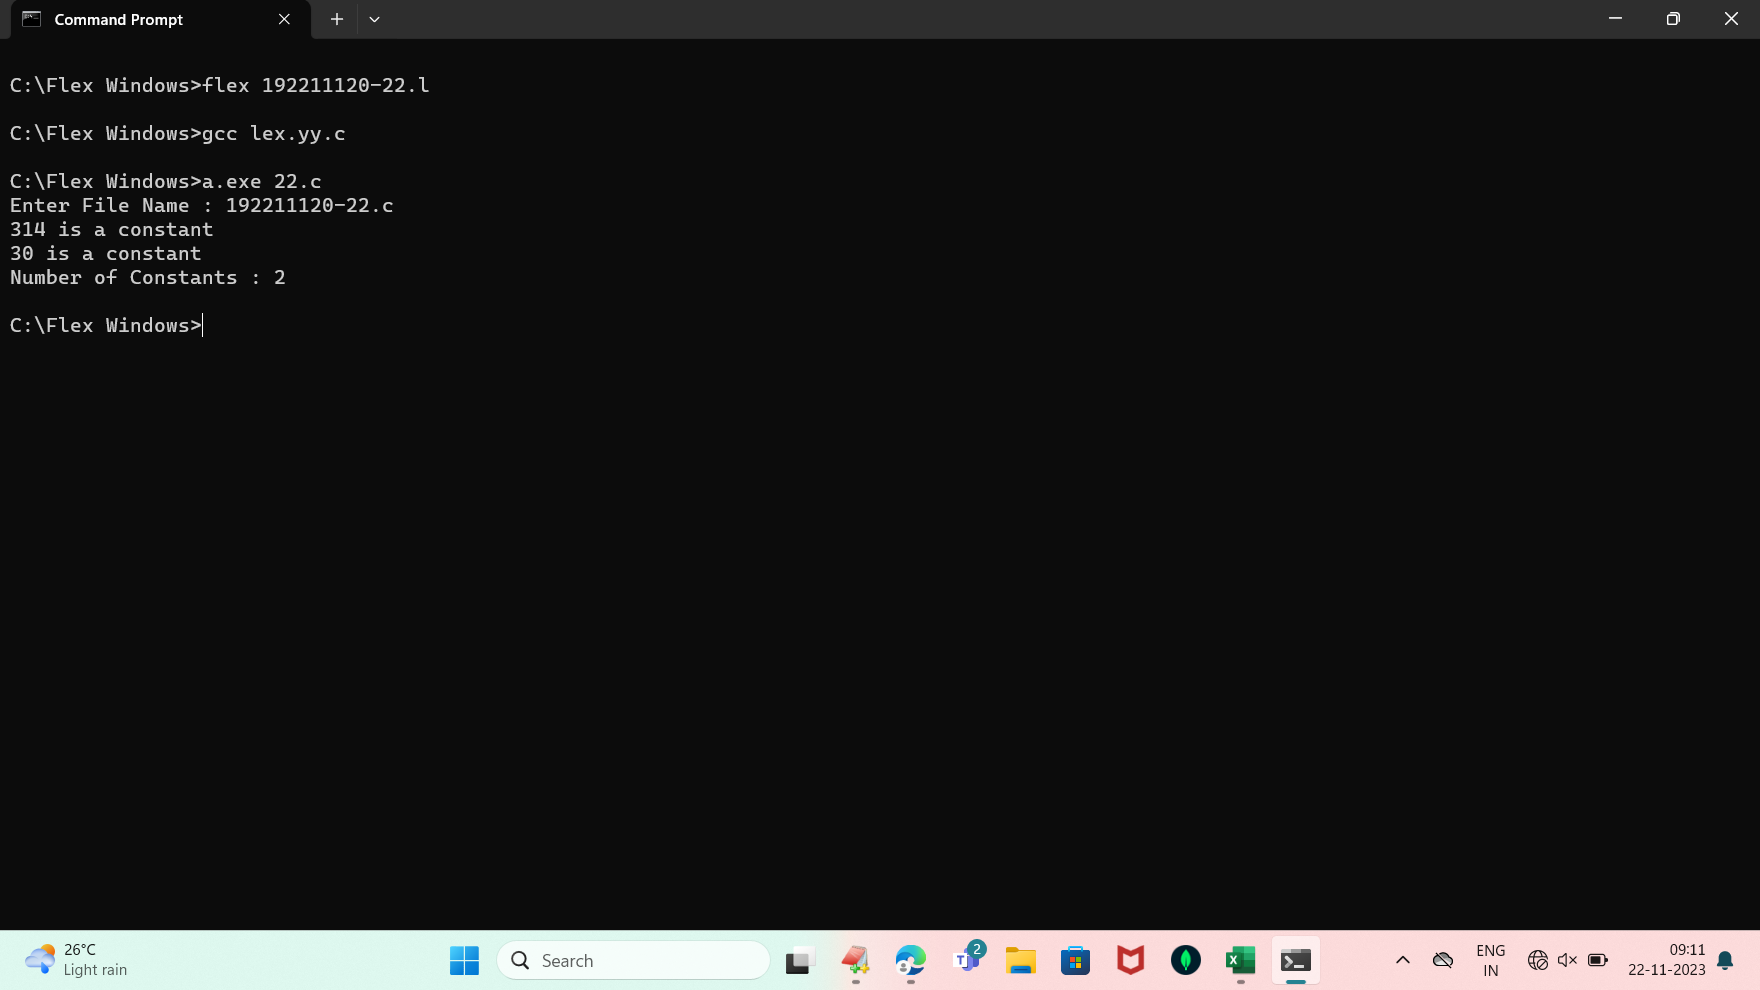 Command Prompt
C:\Flex Windows>flex 192211120-22.l
C:\Flex Windows>gcc lex.yy.c
C:\Flex Windows>a.exe 22.c
Enter File Name : 192211120-22.c
314 is a constant
30 is a constant
Number of Constants : 2
C:\Flex Windows>
26°C
Light rain
Search
2
ENG
IN
09:11
22-11-2023